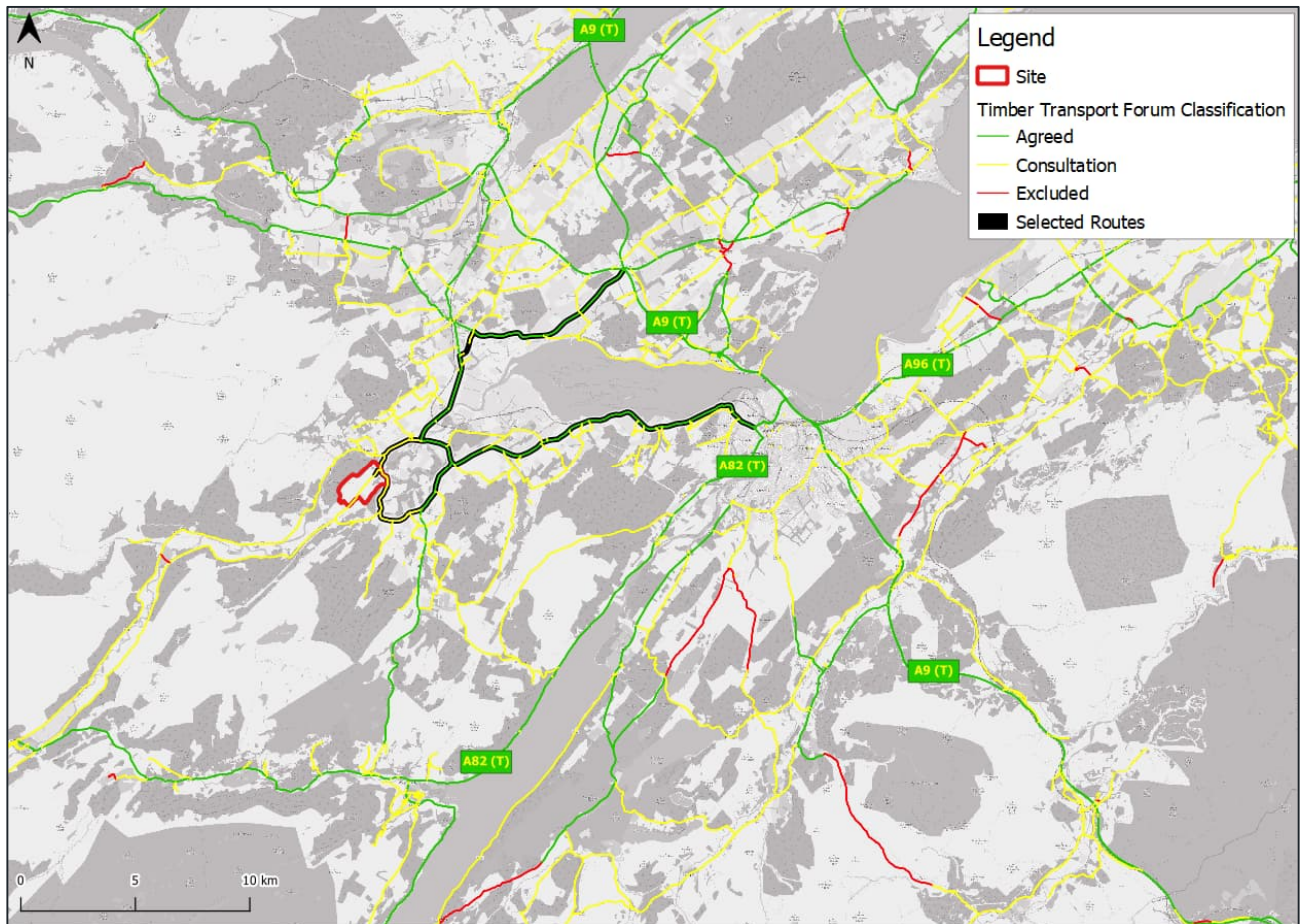 A9 (T)
N
Legend
Site
Timber Transport Forum Classification
Agreed
Consultation
Excluded
Selected Routes
A9 (T)
A96 (T)
A82 (T)
A9 (T)
A82 (T)
0 5 10 km